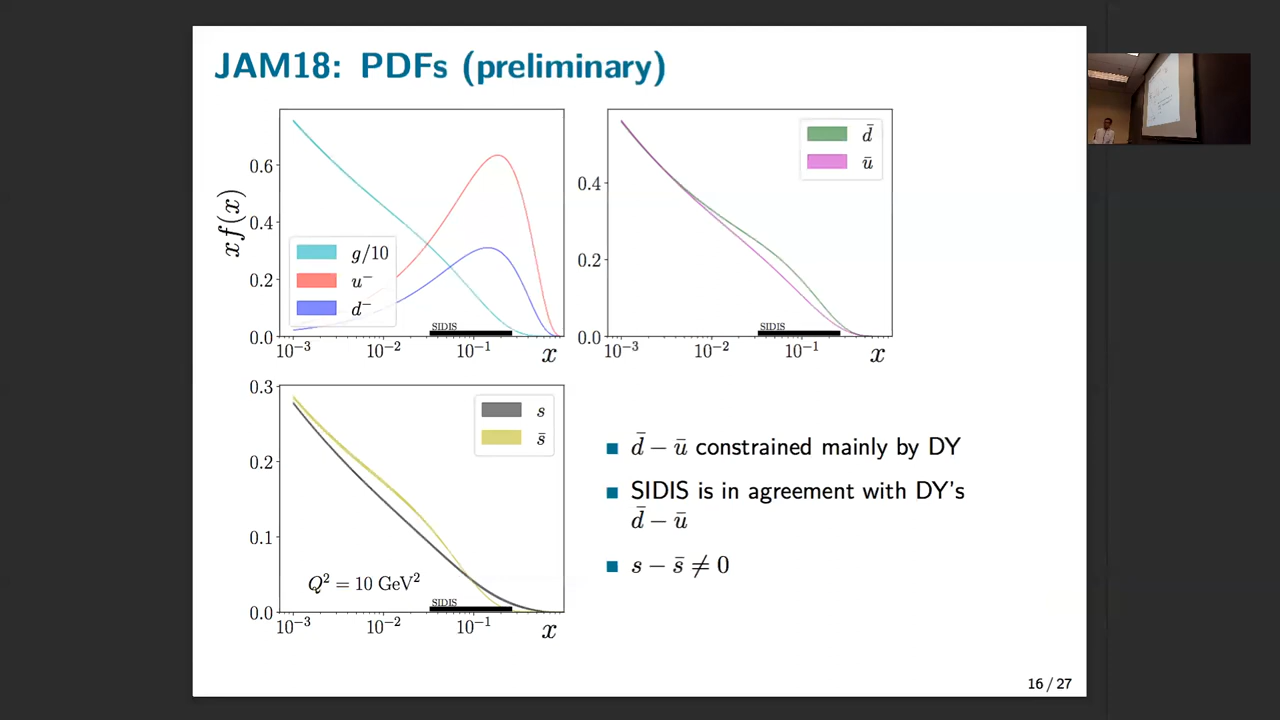 JAM18: PDFs (preliminary)
x f(x)
0.6
0.4
0.2
0.0
g/10
u⁻
d⁻
SIDIS
10⁻³ 10⁻² 10⁻¹ x
0.4
0.2
0.0
d̄
ū
SIDIS
10⁻³ 10⁻² 10⁻¹ x
0.3
0.2
0.1
0.0
s
s̄
Q² = 10 GeV²
SIDIS
10⁻³ 10⁻² 10⁻¹ x
■ d̄ − ū constrained mainly by DY
■ SIDIS is in agreement with DY's
d̄ − ū
■ s − s̄ ≠ 0
16 / 27